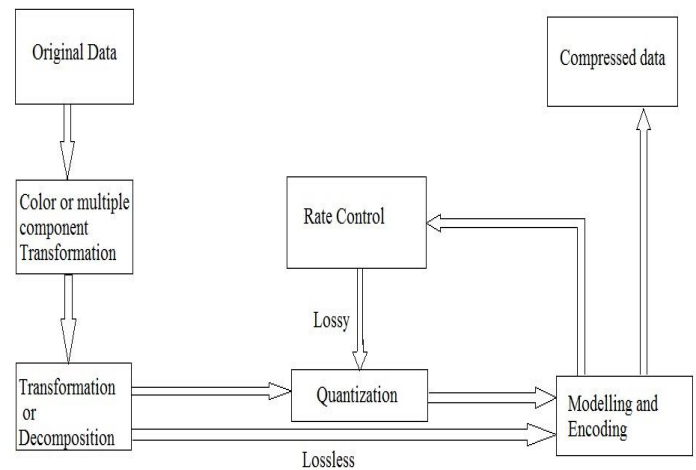 Original Data
Compressed data
Color or multiple
component
Transformation
Rate Control
Lossy
Transformation
or
Decomposition
Quantization
Modelling and
Encoding
Lossless